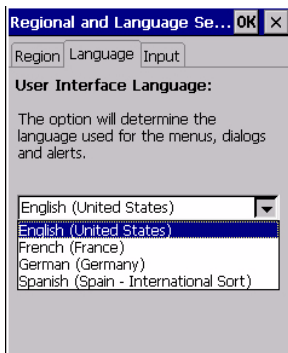 Regional and Language Se... OK ×
Region Language Input
User Interface Language:
The option will determine the
language used for the menus, dialogs
and alerts.
English (United States)
English (United States)
French (France)
German (Germany)
Spanish (Spain - International Sort)